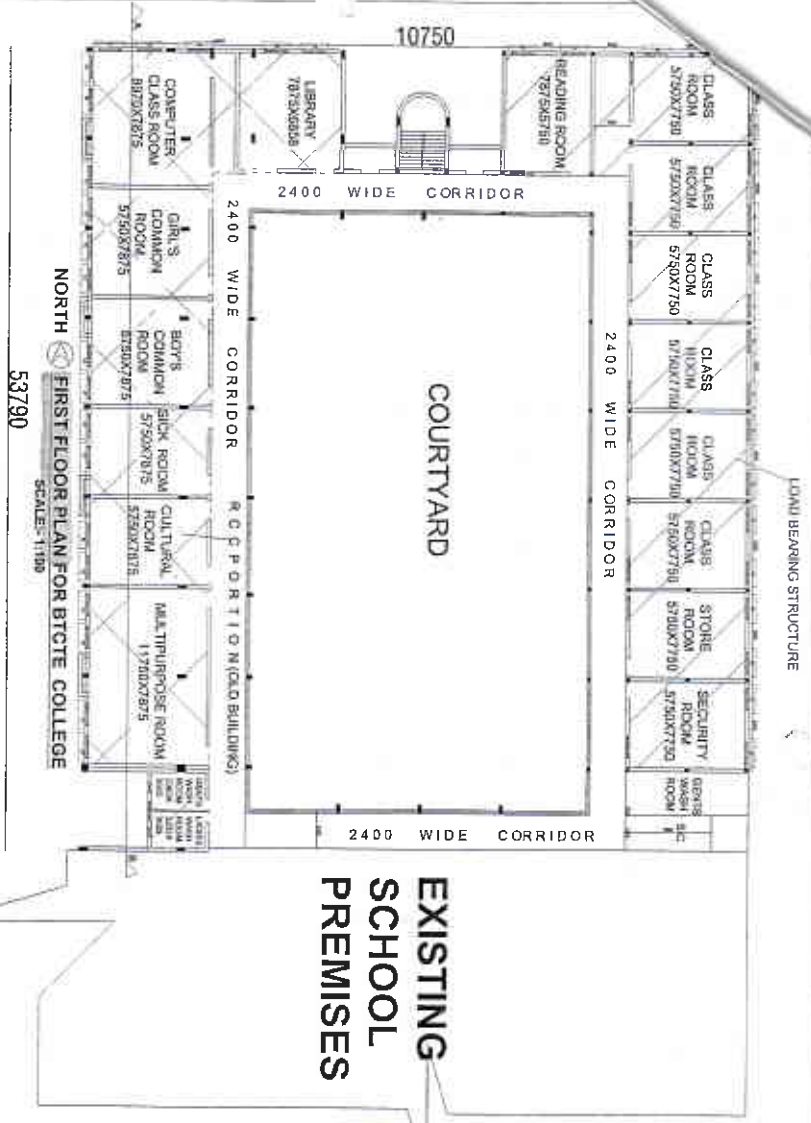 10750
LOAD BEARING STRUCTURE
CLASS
ROOM
5750X7750
CLASS
ROOM
5750X7750
CLASS
ROOM
5750X7750
CLASS
ROOM
5750X7750
CLASS
ROOM
5750X7750
CLASS
ROOM
5750X7750
STORE
ROOM
5750X7750
SECURITY
ROOM
5750X7750
GENTS
WASH
ROOM
READING ROOM
7875X5750
LIBRARY
2400 WIDE CORRIDOR
2400 WIDE CORRIDOR
2400 WIDE CORRIDOR
2400 WIDE CORRIDOR
COURTYARD
R C C P O R T I O N (OLD BUILDING)
COMPUTER
CLASS ROOM
8970X7875
GIRL'S
COMMON
ROOM
5750X7875
BOY'S
COMMON
ROOM
5750X7875
SICK ROOM
5750X7875
CULTURAL
ROOM
5750X7875
MULTIPURPOSE ROOM
11750X7875
EXISTING
SCHOOL
PREMISES
NORTH
FIRST FLOOR PLAN FOR BTCTE COLLEGE
SCALE:- 1:100
53790